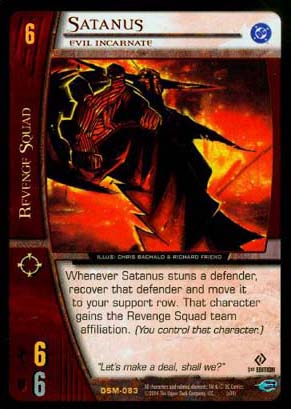 6
SATANUS
EVIL INCARNATE
REVENGE SQUAD
ILLUS: CHRIS BACHALO & RICHARD FRIEND
Whenever Satanus stuns a defender,
recover that defender and move it
to your support row. That character
gains the Revenge Squad team
affiliation. (You control that character.)
6
6
"Let's make a deal, shall we?"
1ST EDITION
DSM-083